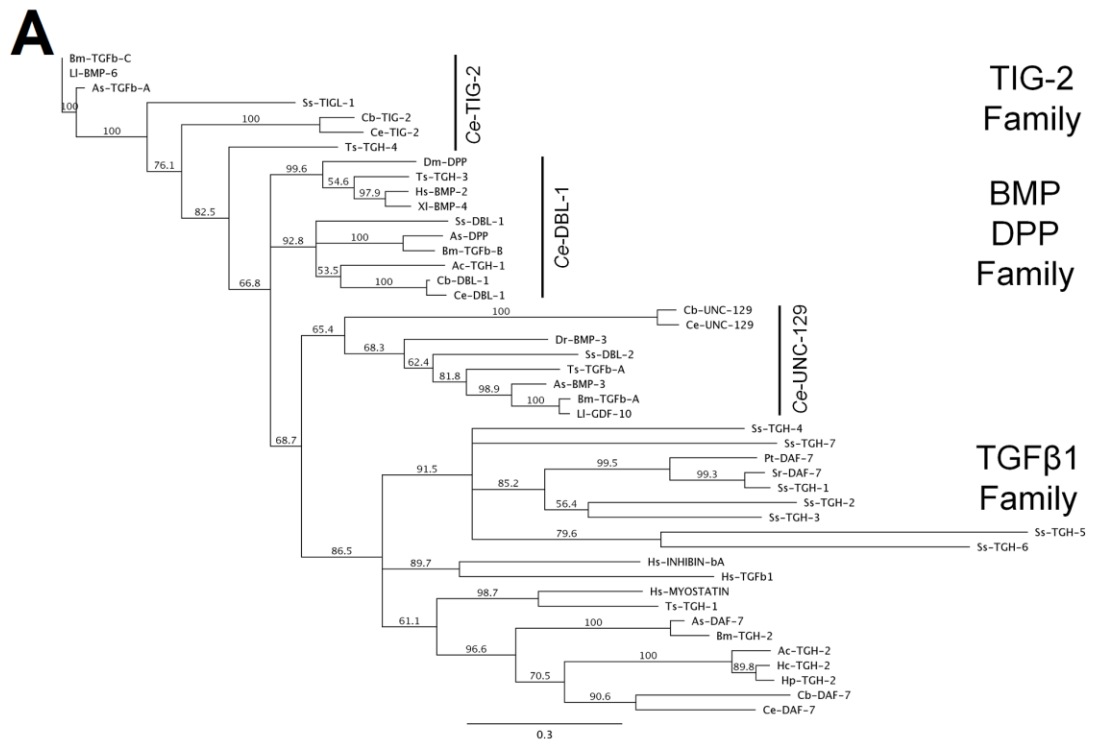 A
Bm-TGFb-C
Ll-BMP-6
As-TGFb-A
100
100
Ss-TIGL-1
Cb-TIG-2
100
Ce-TIG-2
76.1
Ts-TGH-4
Ce-TIG-2
TIG-2
Family
82.5
Dm-DPP
99.6
Ts-TGH-3
54.6
Hs-BMP-2
97.9
Xl-BMP-4
Ss-DBL-1
92.8
As-DPP
100
Bm-TGFb-B
Ac-TGH-1
53.5
Cb-DBL-1
100
Ce-DBL-1
66.8
Ce-DBL-1
BMP
DPP
Family
Cb-UNC-129
100
Ce-UNC-129
65.4
Dr-BMP-3
68.3
Ss-DBL-2
62.4
Ts-TGFb-A
81.8
As-BMP-3
98.9
Bm-TGFb-A
100
Ll-GDF-10
Ce-UNC-129
68.7
Ss-TGH-4
Ss-TGH-7
91.5
Pt-DAF-7
99.5
Sr-DAF-7
99.3
Ss-TGH-1
85.2
Ss-TGH-2
56.4
Ss-TGH-3
79.6
Ss-TGH-5
Ss-TGH-6
TGFβ1
Family
86.5
Hs-INHIBIN-bA
89.7
Hs-TGFb1
Hs-MYOSTATIN
98.7
Ts-TGH-1
61.1
As-DAF-7
100
Bm-TGH-2
96.6
Ac-TGH-2
100
Hc-TGH-2
89.8
Hp-TGH-2
70.5
Cb-DAF-7
90.6
Ce-DAF-7
0.3